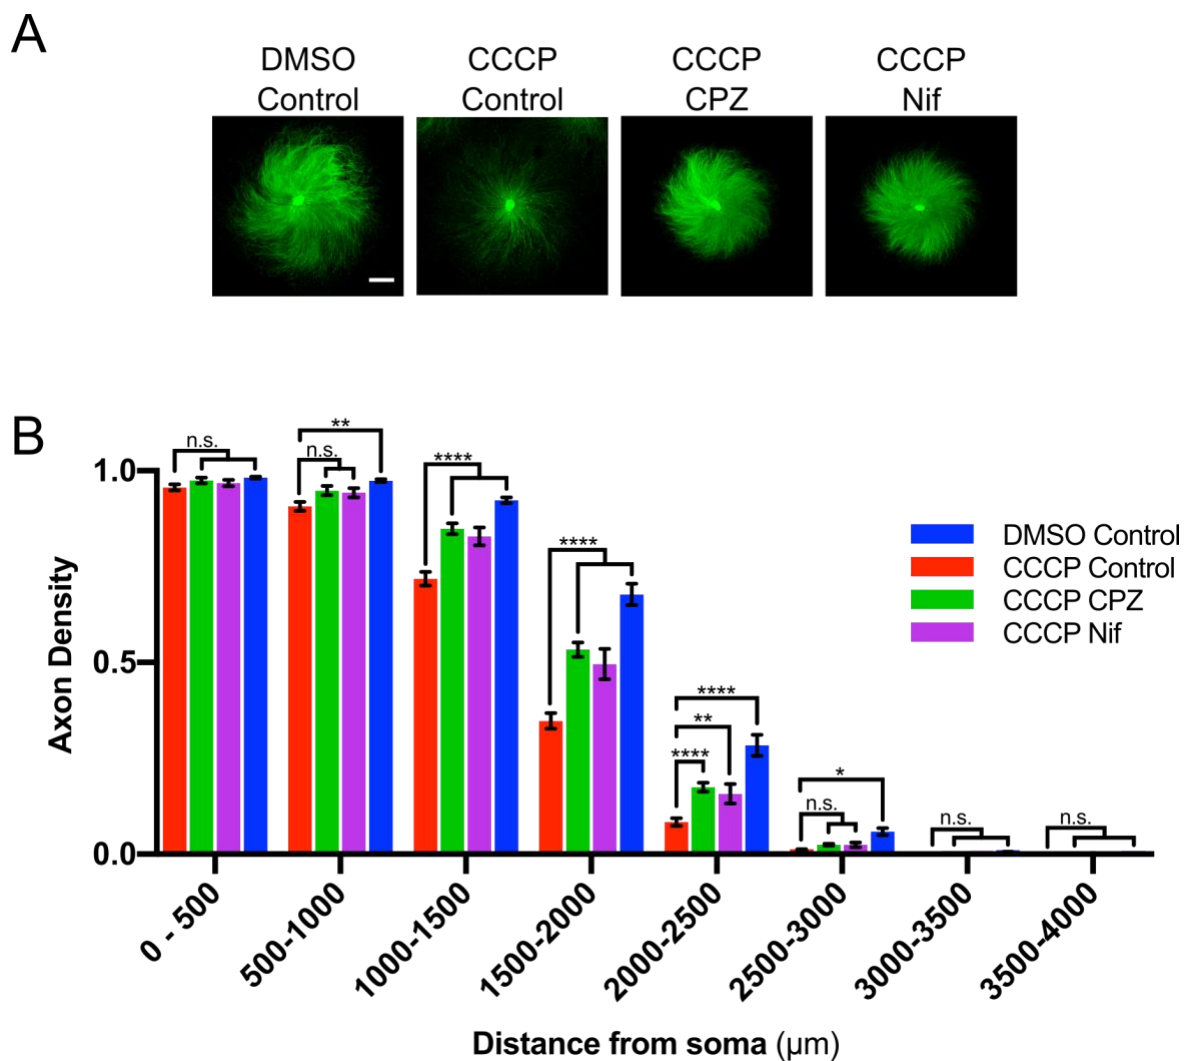 A
DMSO
Control
CCCP
Control
CCCP
CPZ
CCCP
Nif
B
n.s.
**
n.s.
****
****
****
**
****
*
n.s.
n.s.
n.s.
1.0
0.5
0.0
Axon Density
DMSO Control
CCCP Control
CCCP CPZ
CCCP Nif
0 - 500
500-1000
1000-1500
1500-2000
2000-2500
2500-3000
3000-3500
3500-4000
Distance from soma (μm)